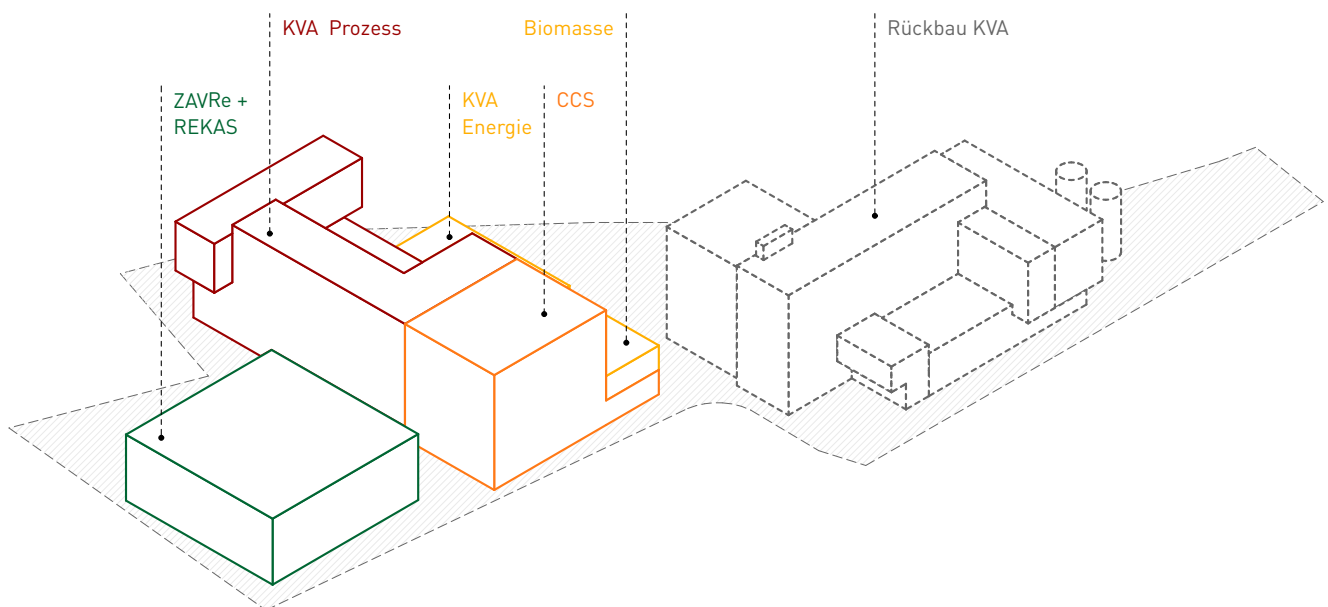 KVA Prozess
Biomasse
Rückbau KVA
ZAVRe +
REKAS
KVA
Energie
CCS